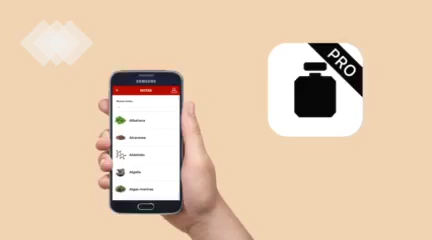 SAMSUNG
NOTAS
Albahaca
Alcaravea
Aldehído
Algalia
Algas marinas
PRO